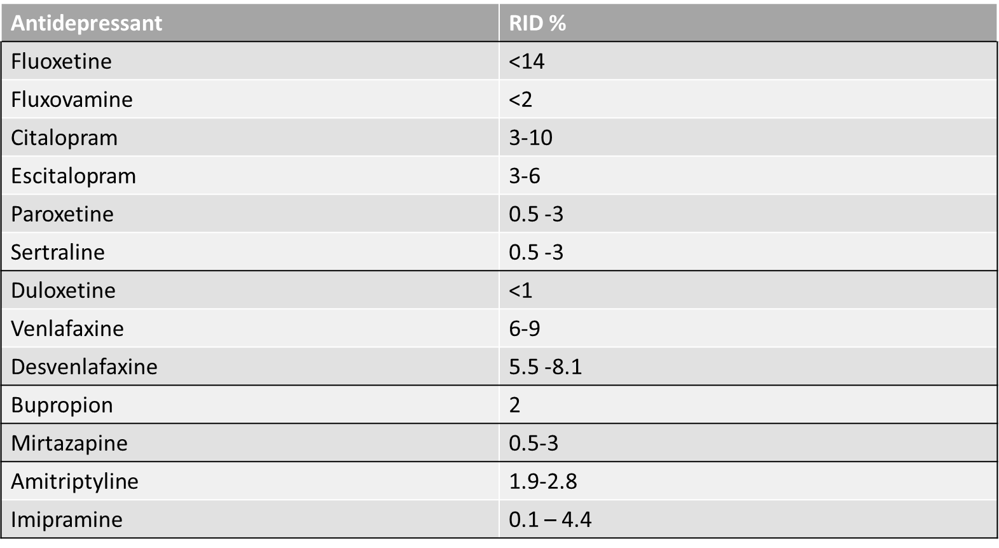 Antidepressant RID %
Fluoxetine <14
Fluxovamine <2
Citalopram 3-10
Escitalopram 3-6
Paroxetine 0.5 -3
Sertraline 0.5 -3
Duloxetine <1
Venlafaxine 6-9
Desvenlafaxine 5.5 -8.1
Bupropion 2
Mirtazapine 0.5-3
Amitriptyline 1.9-2.8
Imipramine 0.1 – 4.4